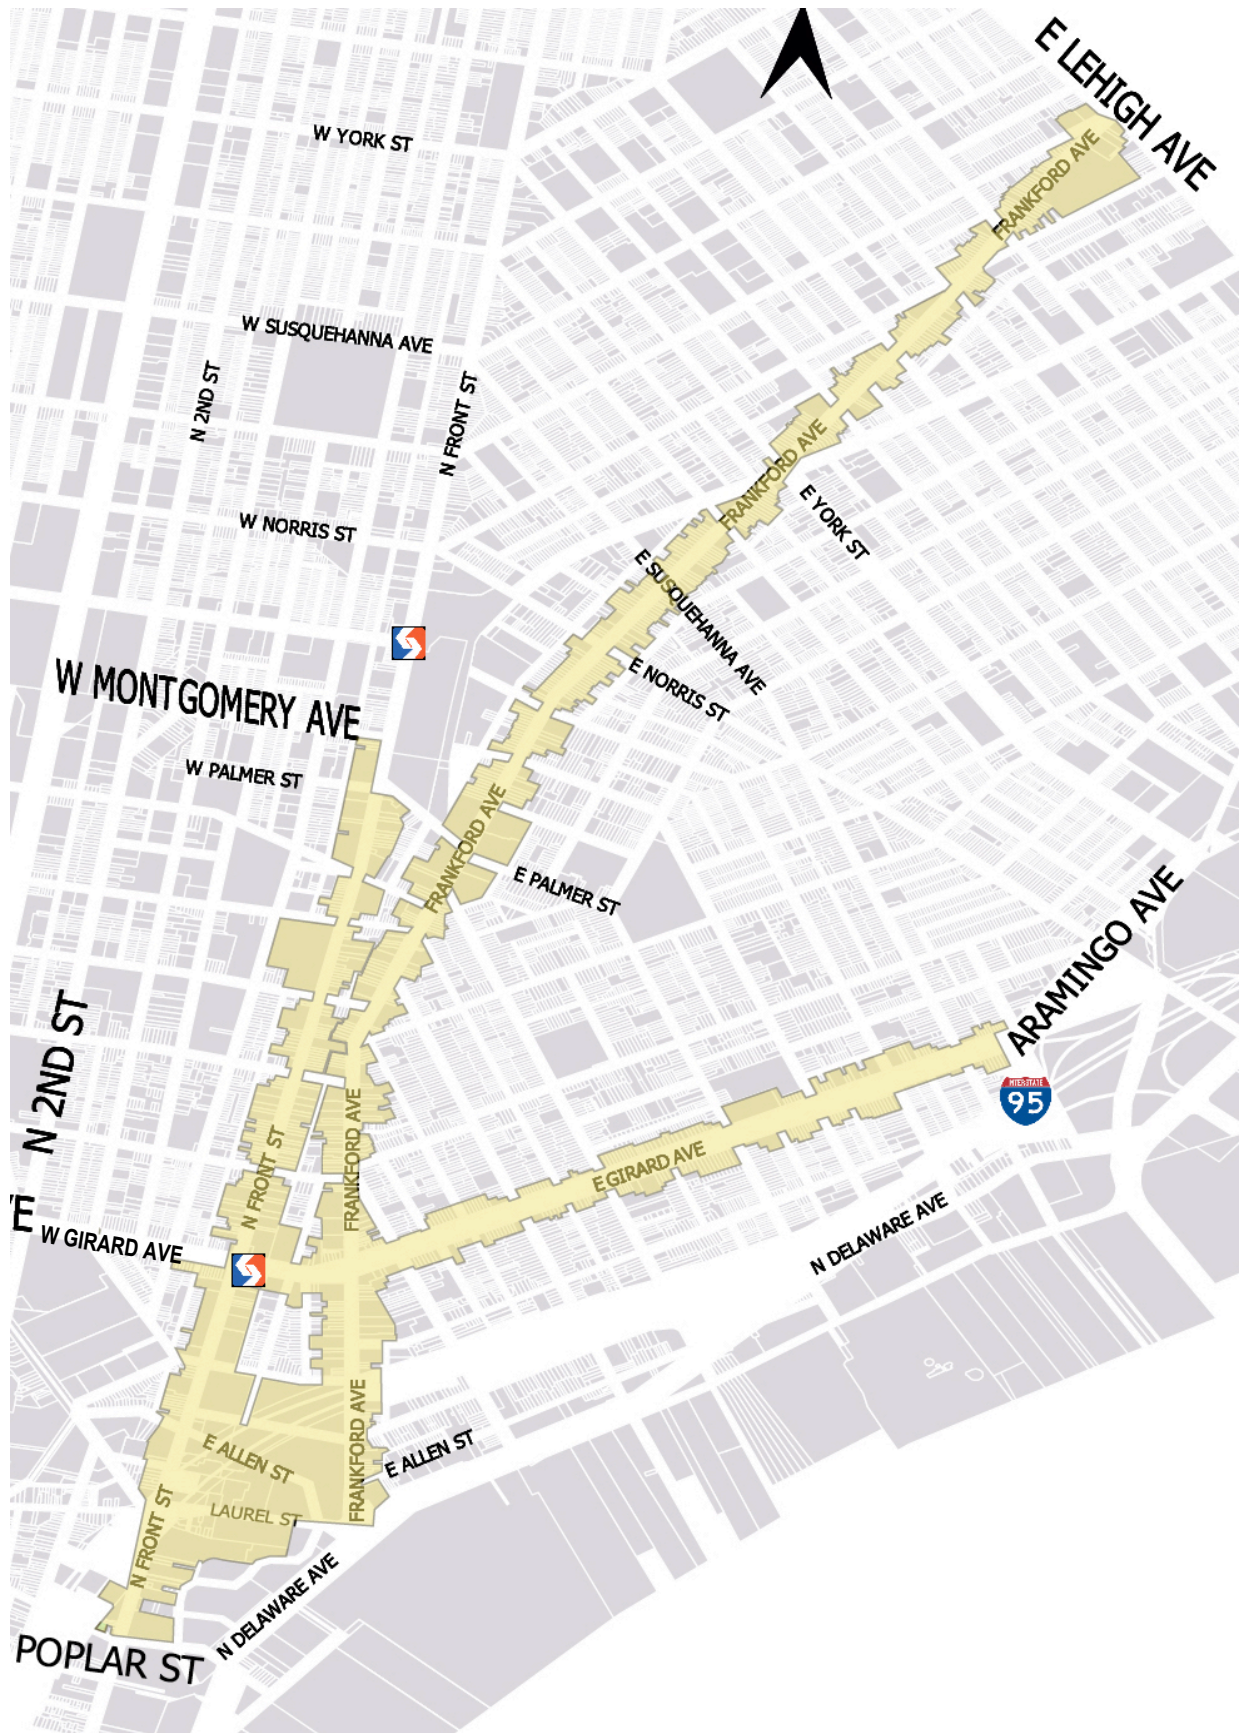 E LEHIGH AVE
W YORK ST
FRANKFORD AVE
W SUSQUEHANNA AVE
N 2ND ST
N FRONT ST
FRANKFORD AVE
E YORK ST
W NORRIS ST
E SUSQUEHANNA AVE
E NORRIS ST
W MONTGOMERY AVE
W PALMER ST
FRANKFORD AVE
E PALMER ST
ARAMINGO AVE
N 2ND ST
INTERSTATE
95
FRANKFORD AVE
N FRONT ST
E GIRARD AVE
E
W GIRARD AVE
N DELAWARE AVE
FRANKFORD AVE
E ALLEN ST
E ALLEN ST
LAUREL ST
N FRONT ST
N DELAWARE AVE
POPLAR ST